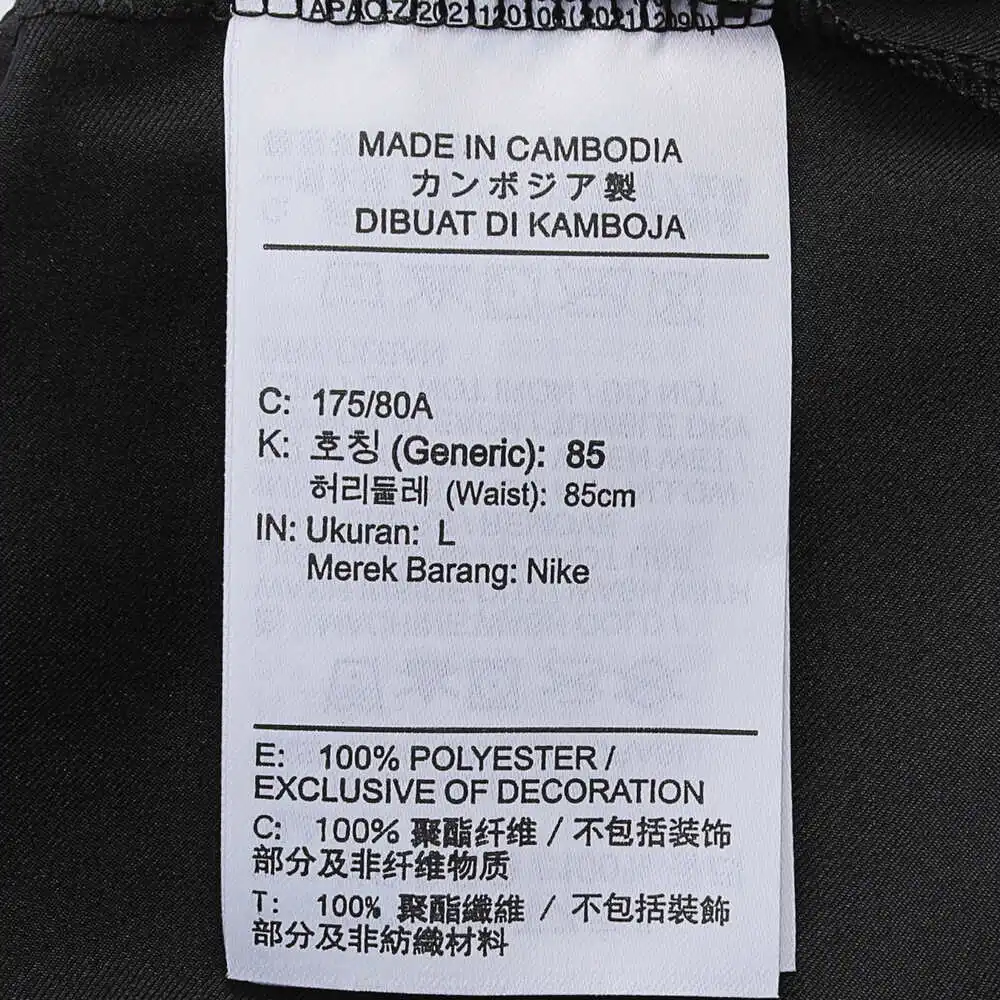 MADE IN CAMBODIA
カンボジア製
DIBUAT DI KAMBOJA
C: 175/80A
K: 호칭 (Generic): 85
허리둘레 (Waist): 85cm
IN: Ukuran: L
Merek Barang: Nike
E: 100% POLYESTER /
EXCLUSIVE OF DECORATION
C: 100% 聚酯纤维 / 不包括装饰
部分及非纤维物质
T: 100% 聚酯纖維 / 不包括裝飾
部分及非紡織材料